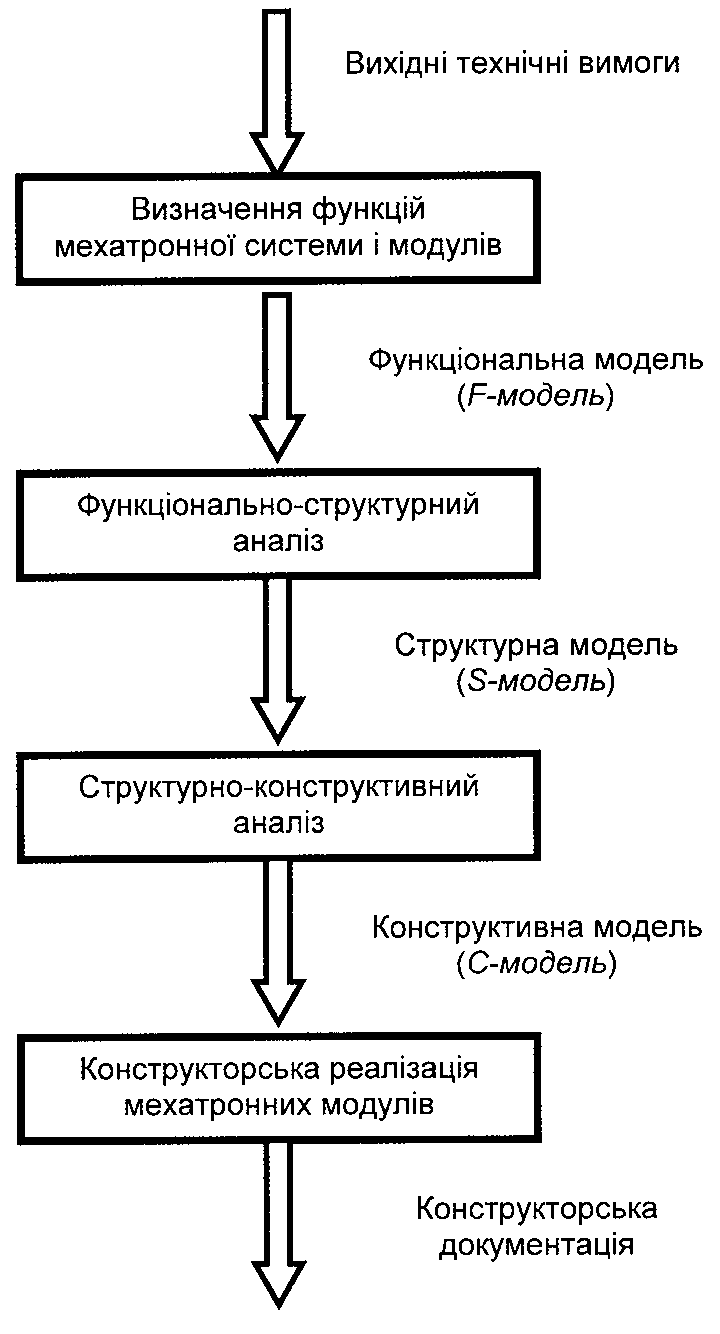 Вихідні технічні вимоги
Визначення функцій
мехатронної системи і модулів
Функціональна модель
(F-модель)
Функціонально-структурний
аналіз
Структурна модель
(S-модель)
Структурно-конструктивний
аналіз
Конструктивна модель
(C-модель)
Конструкторська реалізація
мехатронних модулів
Конструкторська
документація